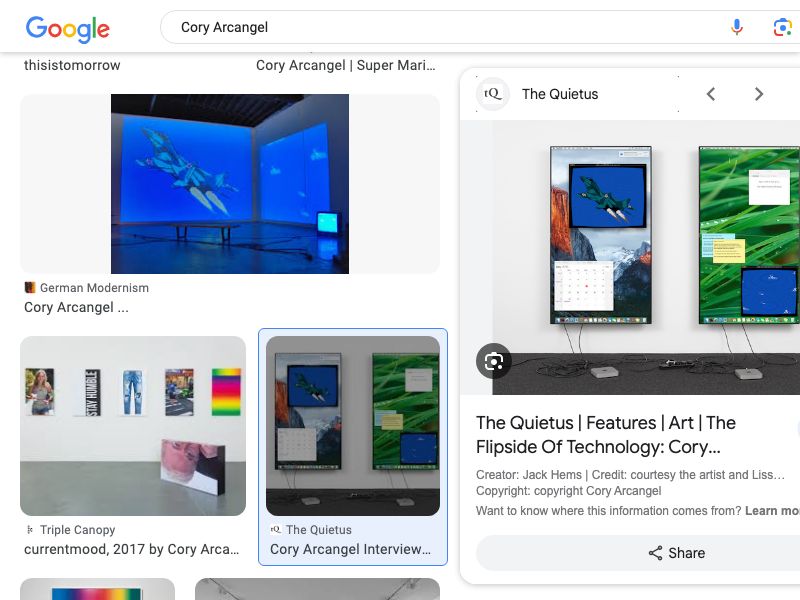 Google
Cory Arcangel
thisistomorrow
Cory Arcangel | Super Mari...
tQ
The Quietus
German Modernism
Cory Arcangel ...
STAY HUMBLE
Triple Canopy
currentmood, 2017 by Cory Arca...
tQ The Quietus
Cory Arcangel Interview...
The Quietus | Features | Art | The
Flipside Of Technology: Cory...
Creator: Jack Hems | Credit: courtesy the artist and Liss...
Copyright: copyright Cory Arcangel
Want to know where this information comes from? Learn mo
Share